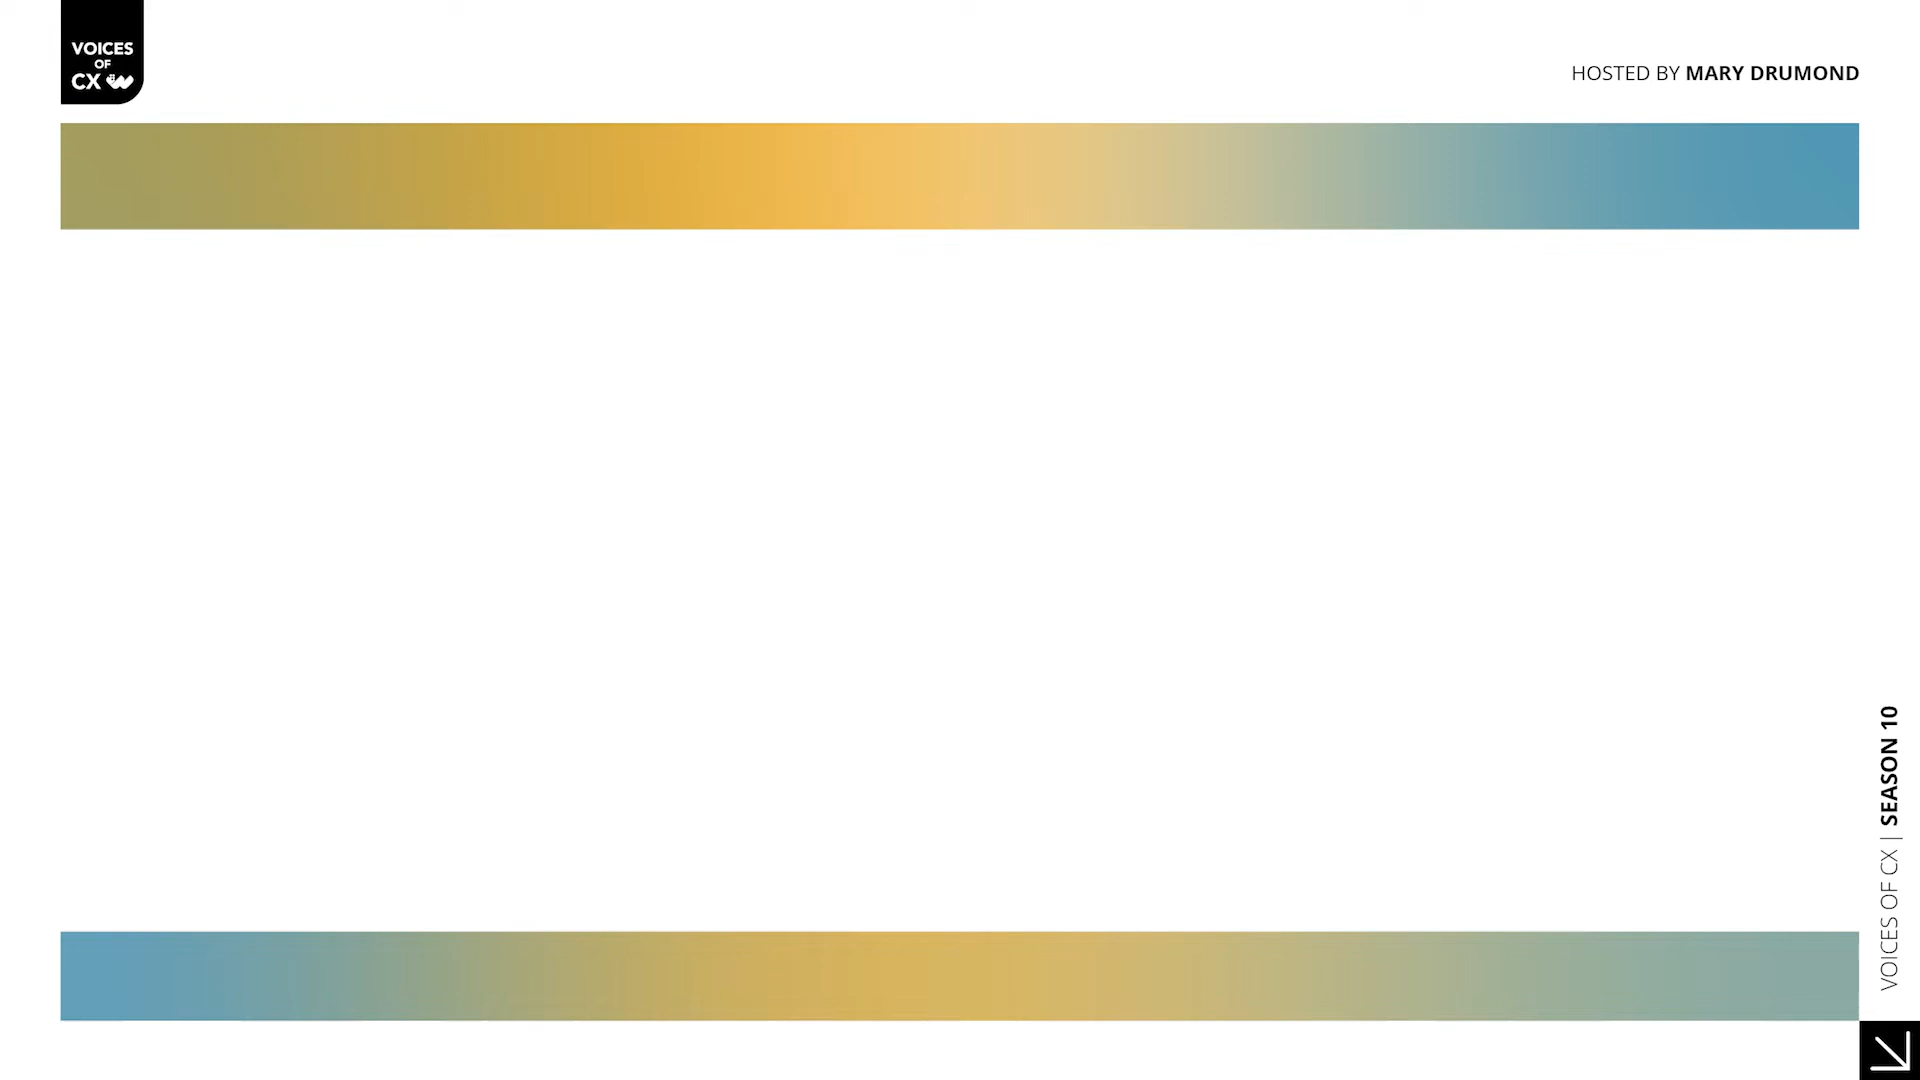 VOICES
OF
CX
HOSTED BY MARY DRUMOND
VOICES OF CX | SEASON 10